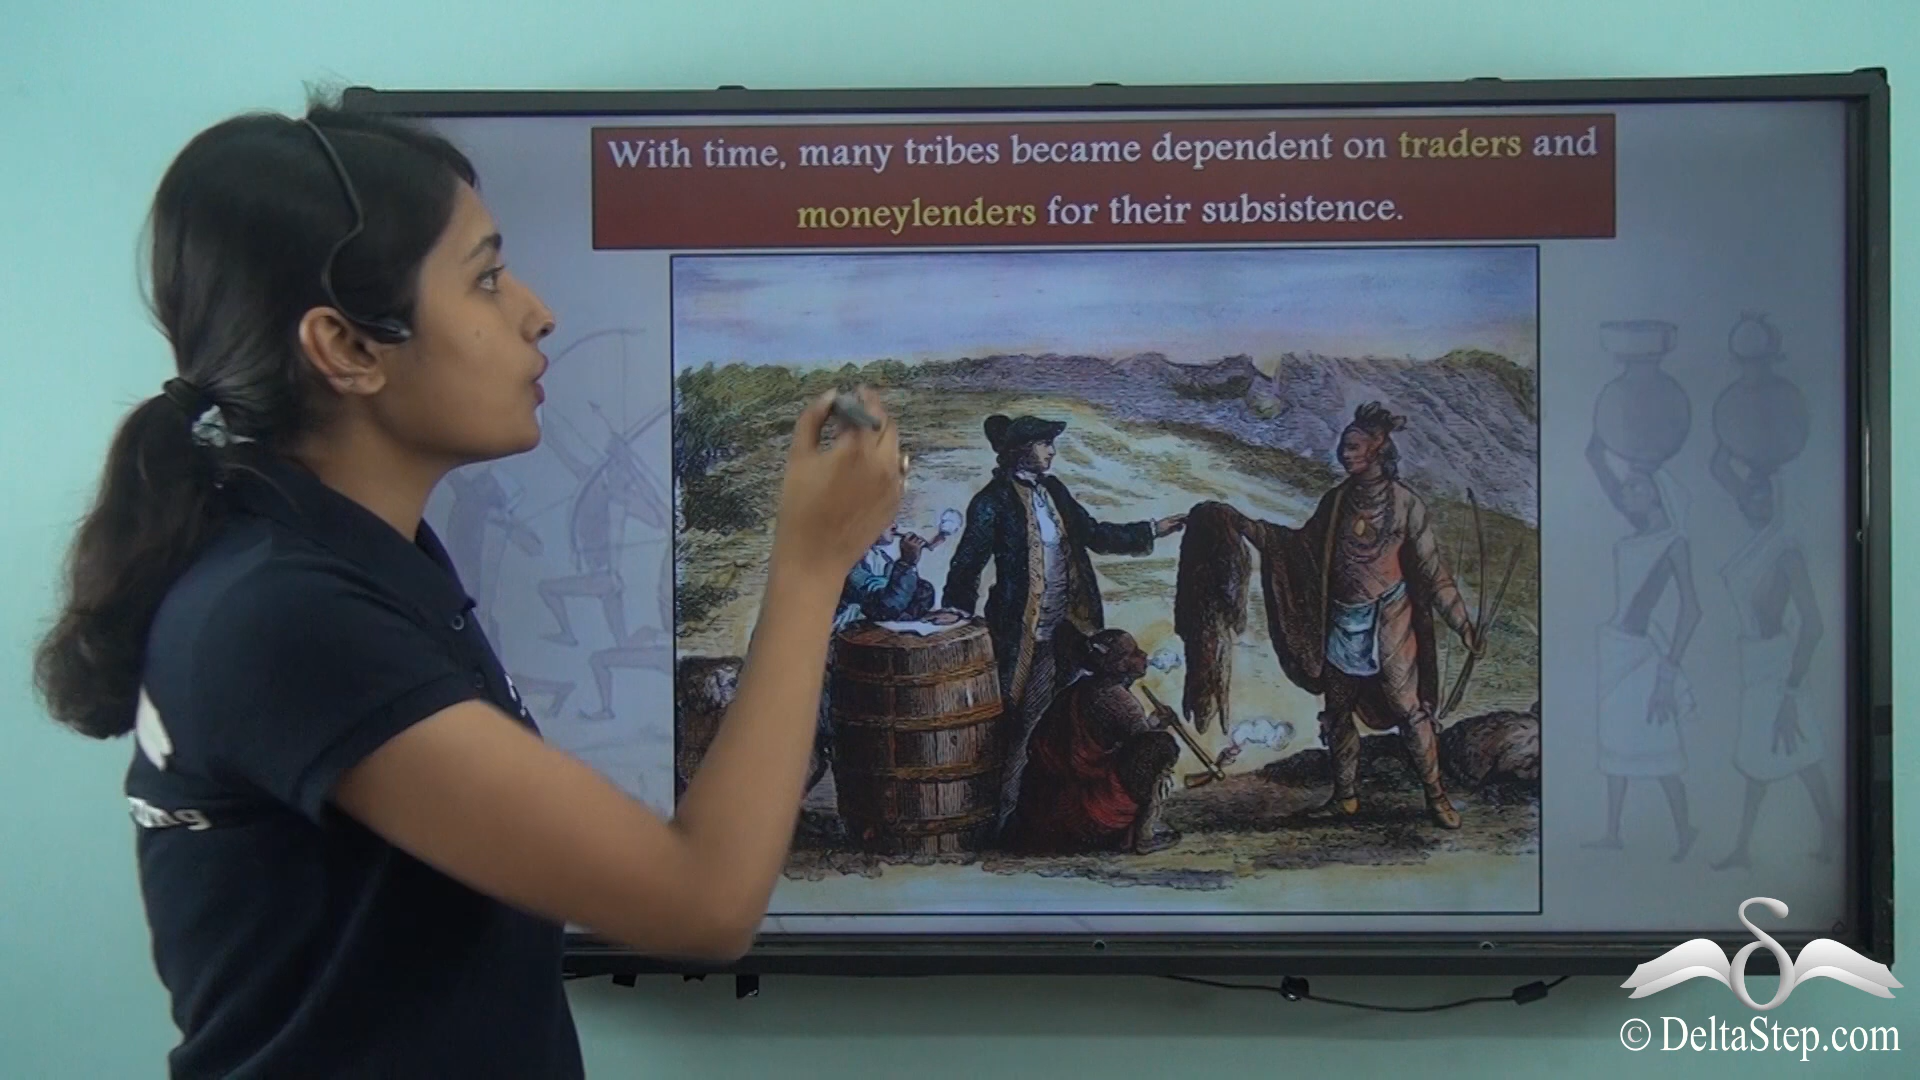 With time, many tribes became dependent on traders and
moneylenders for their subsistence.
© DeltaStep.com